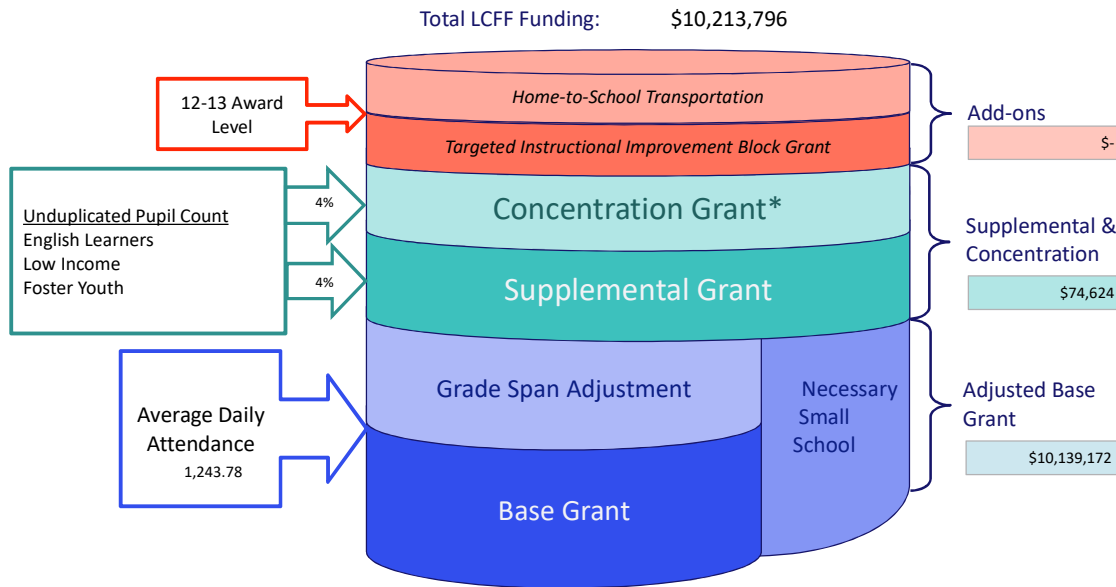 Total LCFF Funding: $10,213,796
12-13 Award
Level
Home-to-School Transportation
Targeted Instructional Improvement Block Grant
Add-ons
$-
Unduplicated Pupil Count
English Learners
Low Income
Foster Youth
4%
4%
Concentration Grant*
Supplemental Grant
Supplemental &
Concentration
$74,624
Average Daily
Attendance
1,243.78
Grade Span Adjustment
Base Grant
Necessary
Small
School
Adjusted Base
Grant
$10,139,172